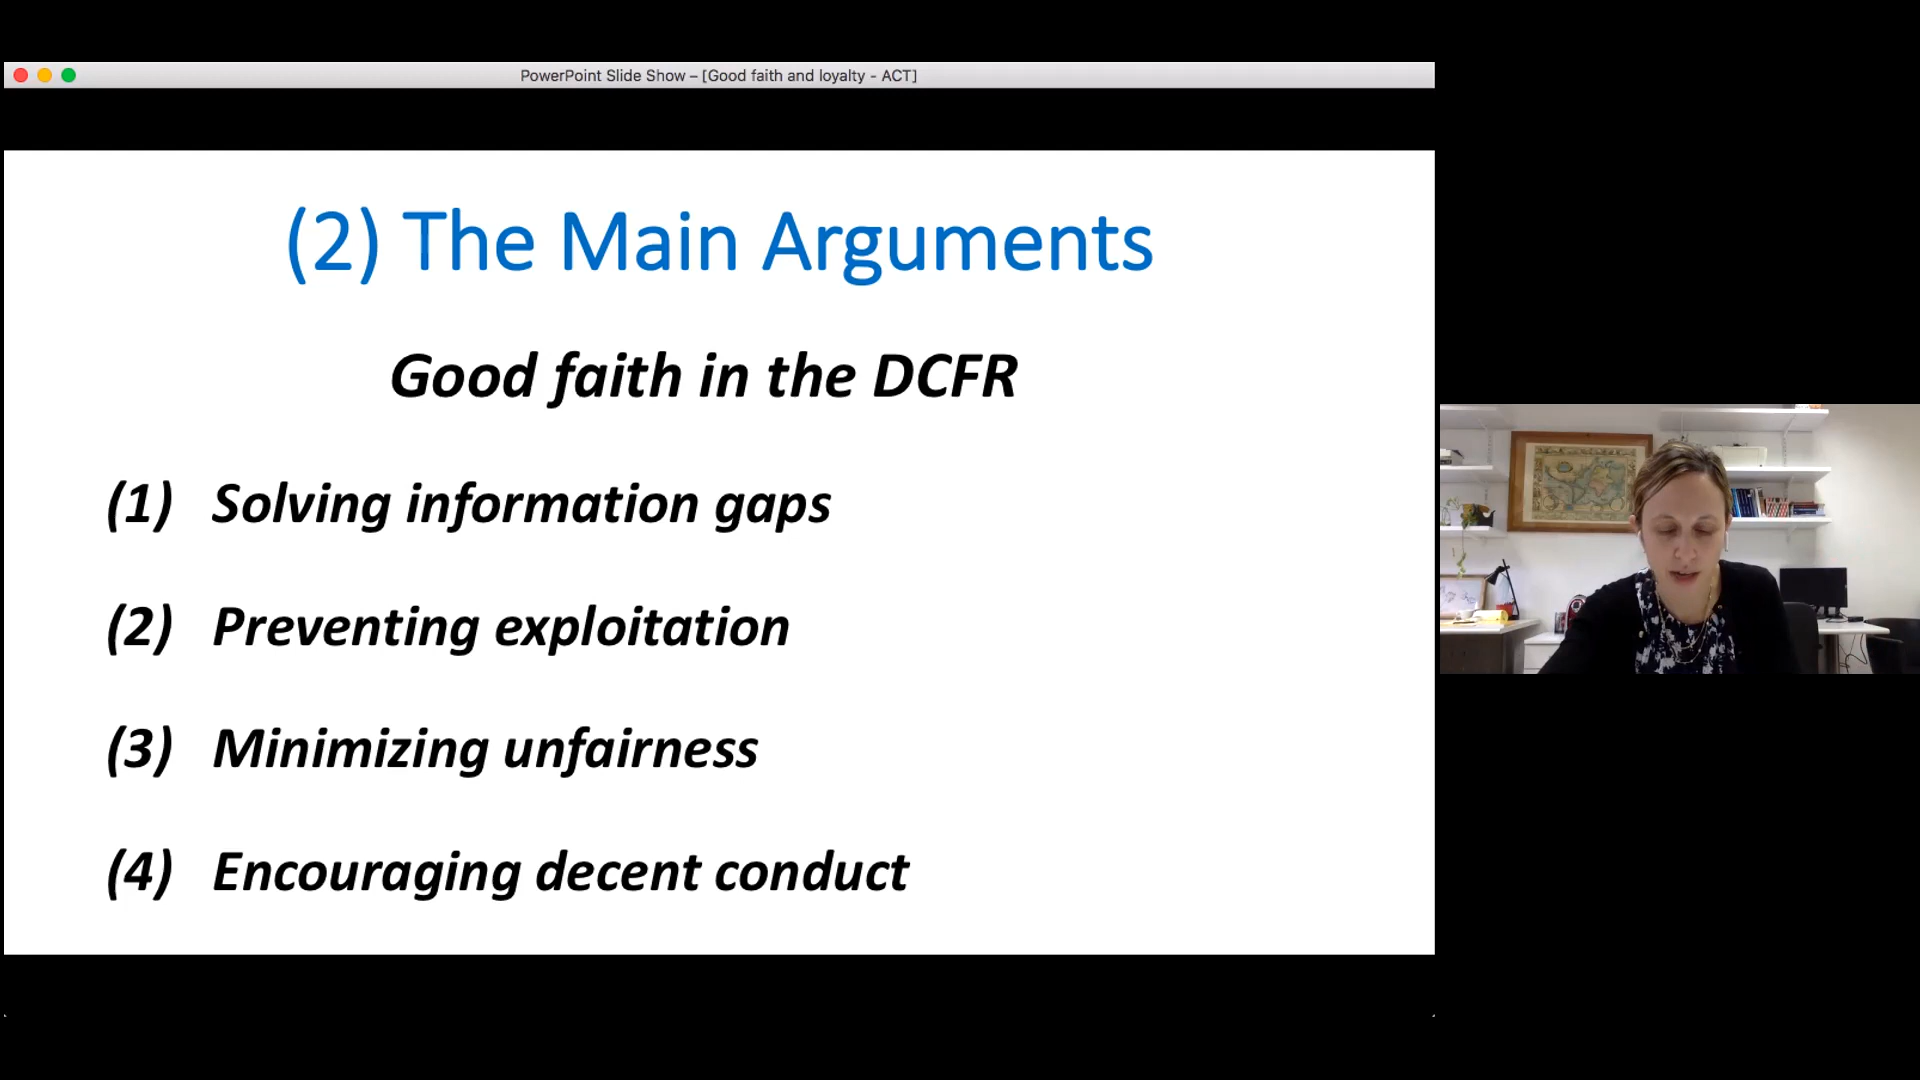 PowerPoint Slide Show – [Good faith and loyalty - ACT]
(2) The Main Arguments
Good faith in the DCFR
(1) Solving information gaps
(2) Preventing exploitation
(3) Minimizing unfairness
(4) Encouraging decent conduct